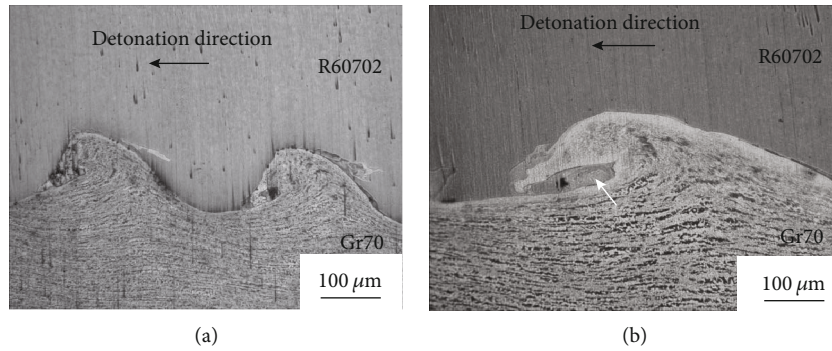 Detonation direction
R60702
Gr70
100 μm
(a)
Detonation direction
R60702
Gr70
100 μm
(b)